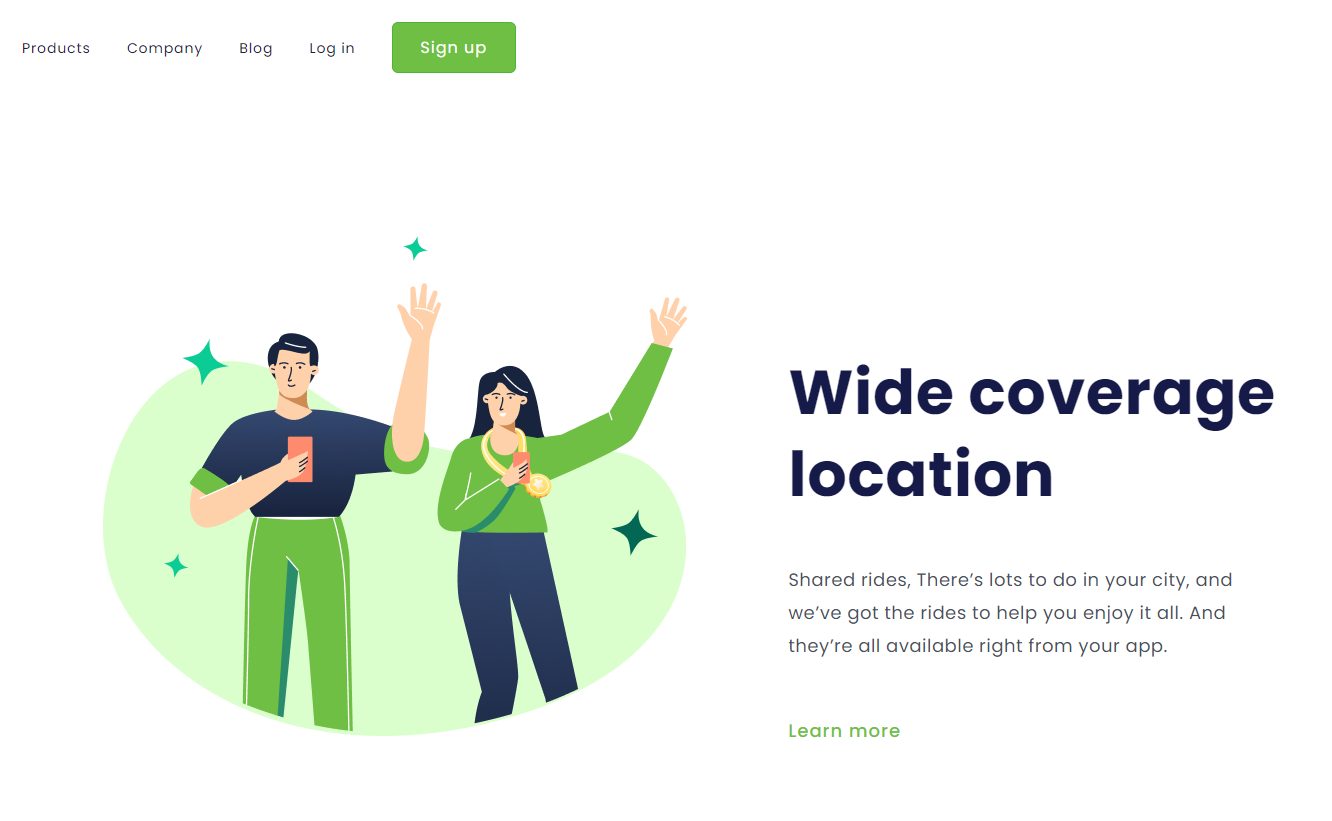 Products Company Blog Log in Sign up
Wide coverage
location
Shared rides, There’s lots to do in your city, and
we’ve got the rides to help you enjoy it all. And
they’re all available right from your app.
Learn more